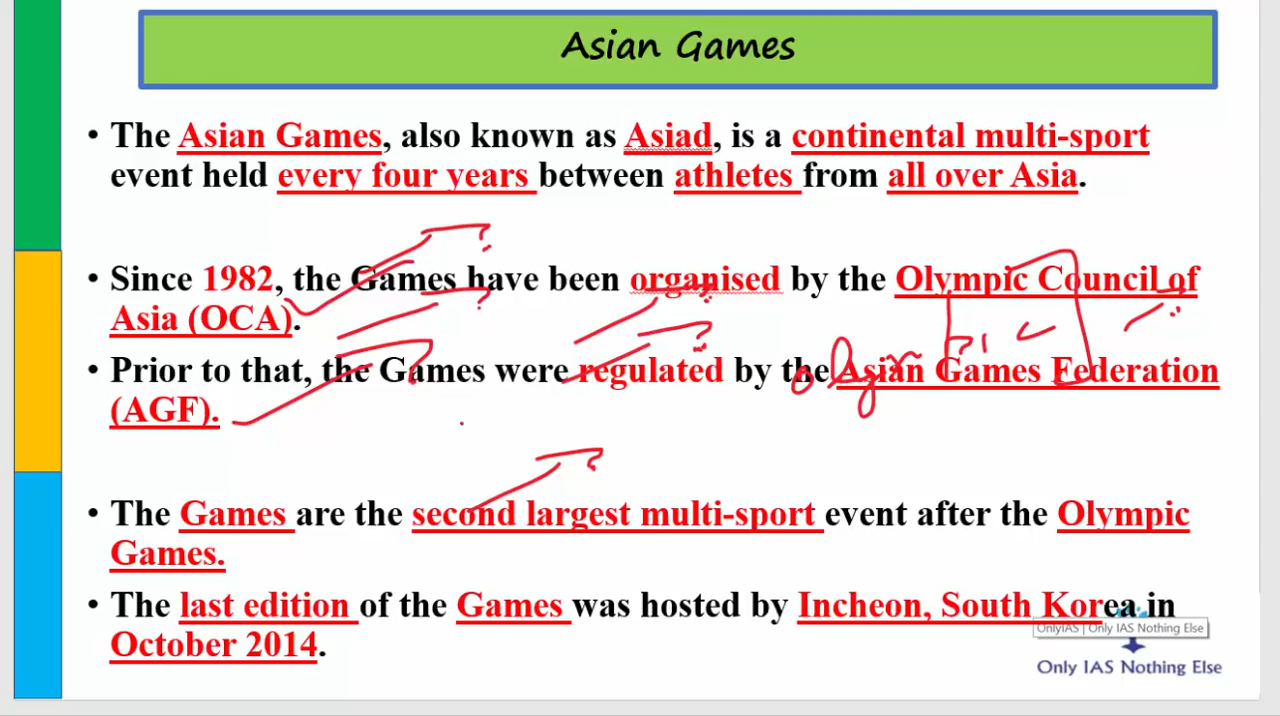 Asian Games
• The Asian Games, also known as Asiad, is a continental multi-sport
event held every four years between athletes from all over Asia.
• Since 1982, the Games have been organised by the Olympic Council of
Asia (OCA).
• Prior to that, the Games were regulated by the Asian Games Federation
(AGF).
• The Games are the second largest multi-sport event after the Olympic
Games.
• The last edition of the Games was hosted by Incheon, South Korea in
October 2014.
OnlyIAS | Only IAS Nothing Else
Only IAS Nothing Else